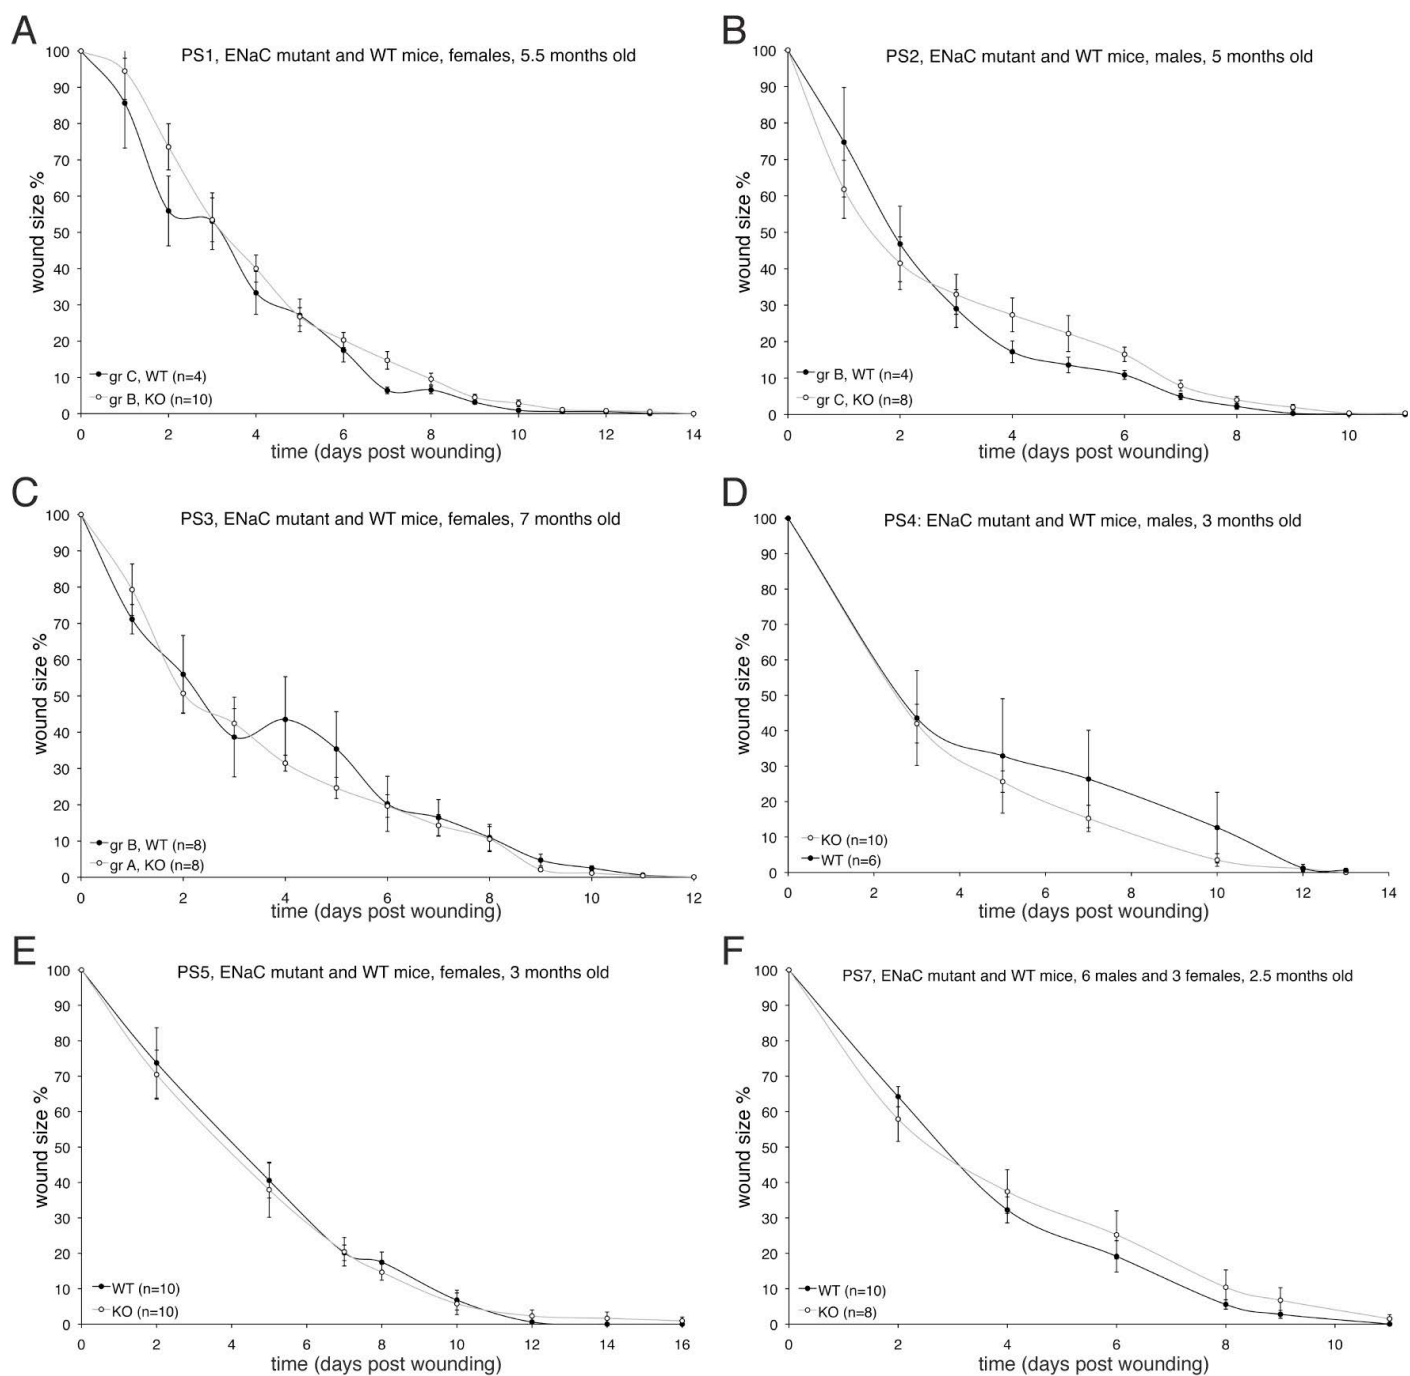 A
PS1, ENaC mutant and WT mice, females, 5.5 months old
100
90
80
70
60
50
40
30
20
10
0
wound size %
gr C, WT (n=4)
gr B, KO (n=10)
0 2 4 6 8 10 12 14
time (days post wounding)
B
PS2, ENaC mutant and WT mice, males, 5 months old
100
90
80
70
60
50
40
30
20
10
0
wound size %
gr B, WT (n=4)
gr C, KO (n=8)
0 2 4 6 8 10
time (days post wounding)
C
PS3, ENaC mutant and WT mice, females, 7 months old
100
90
80
70
60
50
40
30
20
10
0
wound size %
gr B, WT (n=8)
gr A, KO (n=8)
0 2 4 6 8 10 12
time (days post wounding)
D
PS4: ENaC mutant and WT mice, males, 3 months old
100
90
80
70
60
50
40
30
20
10
0
wound size %
KO (n=10)
WT (n=6)
0 2 4 6 8 10 12 14
time (days post wounding)
E
PS5, ENaC mutant and WT mice, females, 3 months old
100
90
80
70
60
50
40
30
20
10
0
wound size %
WT (n=10)
KO (n=10)
0 2 4 6 8 10 12 14 16
time (days post wounding)
F
PS7, ENaC mutant and WT mice, 6 males and 3 females, 2.5 months old
100
90
80
70
60
50
40
30
20
10
0
wound size %
WT (n=10)
KO (n=8)
0 2 4 6 8 10
time (days post wounding)